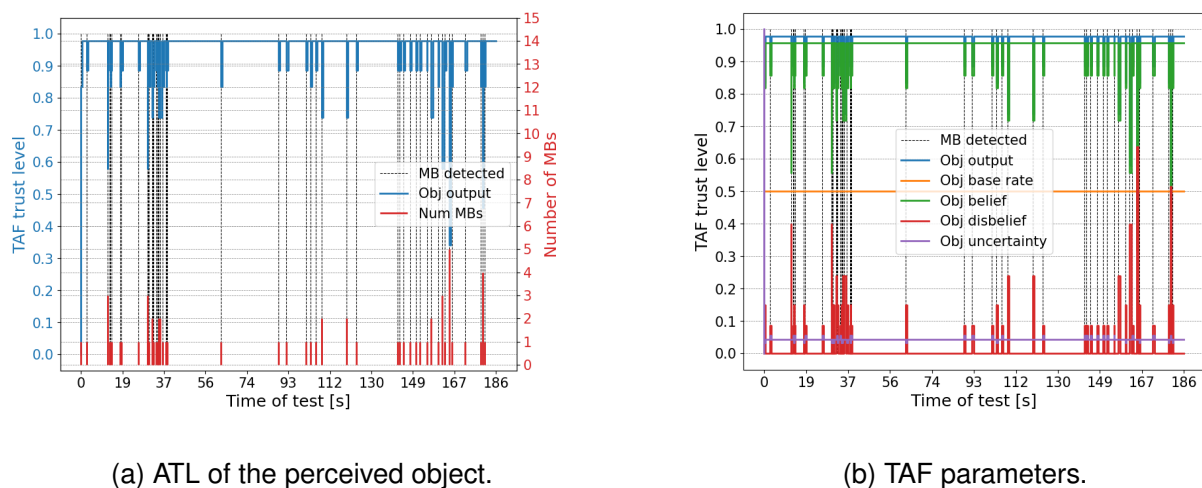 15
14
13
12
11
10
9
8
7
6
5
4
3
2
1
0
Number of MBs
1.0
0.9
0.8
0.7
0.6
0.5
0.4
0.3
0.2
0.1
0.0
TAF trust level
MB detected
Obj output
Num MBs
0 19 37 56 74 93 112 130 149 167 186
Time of test [s]
(a) ATL of the perceived object.
1.0
0.9
0.8
0.7
0.6
0.5
0.4
0.3
0.2
0.1
0.0
TAF trust level
MB detected
Obj output
Obj base rate
Obj belief
Obj disbelief
Obj uncertainty
0 19 37 56 74 93 112 130 149 167 186
Time of test [s]
(b) TAF parameters.